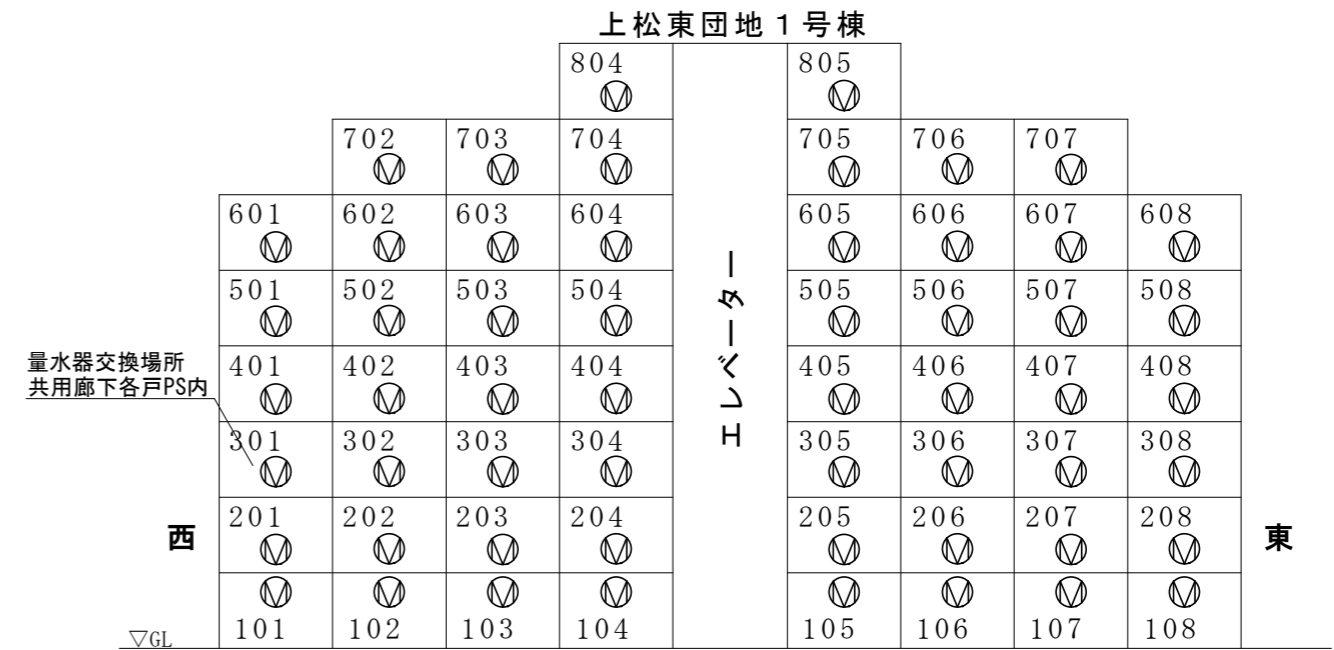 上松東団地１号棟
804 805
702 703 704 705 706 707
601 602 603 604 605 606 607 608
501 502 503 504 505 506 507 508
量水器交換場所
共用廊下各戸PS内
401 402 403 404 405 406 407 408
エレベーター
301 302 303 304 305 306 307 308
西
201 202 203 204 205 206 207 208
東
101 102 103 104 105 106 107 108
▽GL